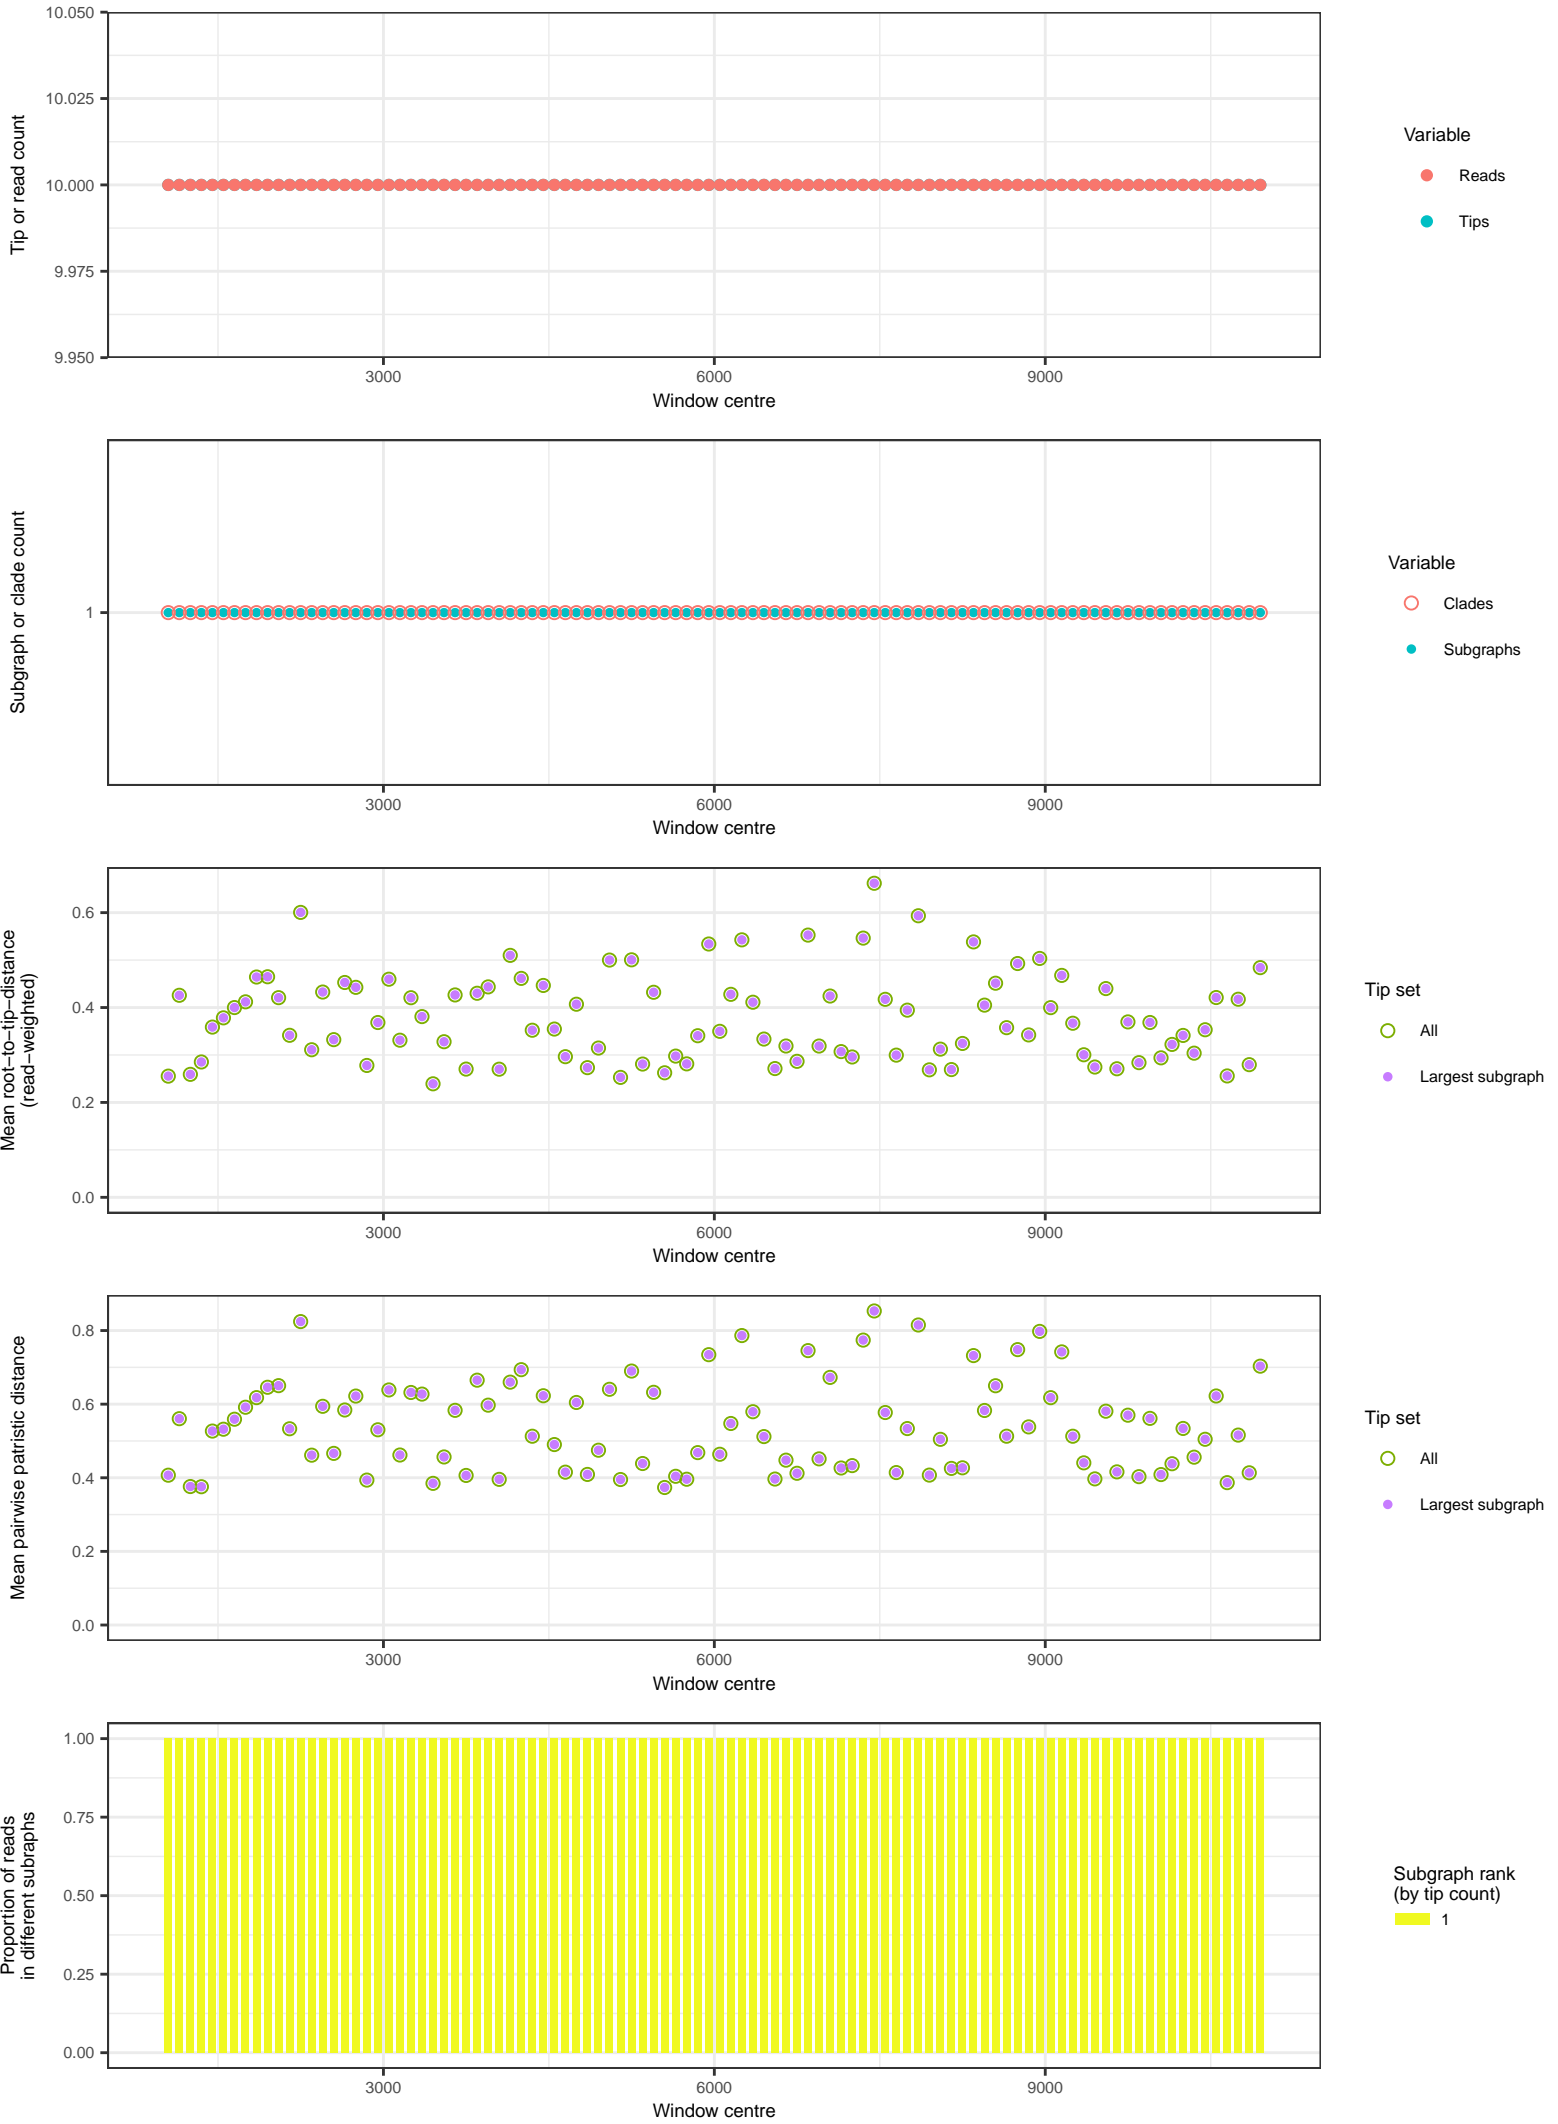 10.050
10.025
10.000
9.975
9.950
Tip or read count
3000 6000 9000
Window centre
Variable
Reads
Tips
Subgraph or clade count
1
3000 6000 9000
Window centre
Variable
Clades
Subgraphs
Mean root−to−tip−distance
(read−weighted)
0.6
0.4
0.2
0.0
3000 6000 9000
Window centre
Tip set
All
Largest subgraph
Mean pairwise patristic distance
0.8
0.6
0.4
0.2
0.0
3000 6000 9000
Window centre
Tip set
All
Largest subgraph
Proportion of reads
in different subraphs
1.00
0.75
0.50
0.25
0.00
3000 6000 9000
Window centre
Subgraph rank
(by tip count)
1